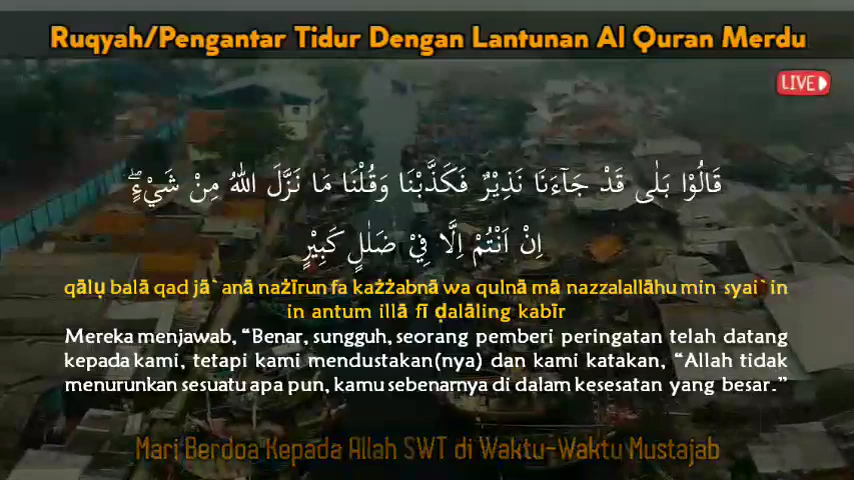 Ruqyah/Pengantar Tidur Dengan Lantunan Al Quran Merdu
LIVE
قَالُوْا بَلٰى قَدْ جَاۤءَنَا نَذِيْرٌ فَكَذَّبْنَا وَقُلْنَا مَا نَزَّلَ اللّٰهُ مِنْ شَيْءٍۖ
اِنْ اَنْتُمْ اِلَّا فِيْ ضَلٰلٍ كَبِيْرٍ
qālụ balā qad jā`anā nażīrun fa każżabnā wa qulnā mā nazzalallāhu min syai`in
in antum illā fī ḍalāling kabīr
Mereka menjawab, “Benar, sungguh, seorang pemberi peringatan telah datang
kepada kami, tetapi kami mendustakan(nya) dan kami katakan, “Allah tidak
menurunkan sesuatu apa pun, kamu sebenarnya di dalam kesesatan yang besar.”
Mari Berdoa Kepada Allah SWT di Waktu-Waktu Mustajab